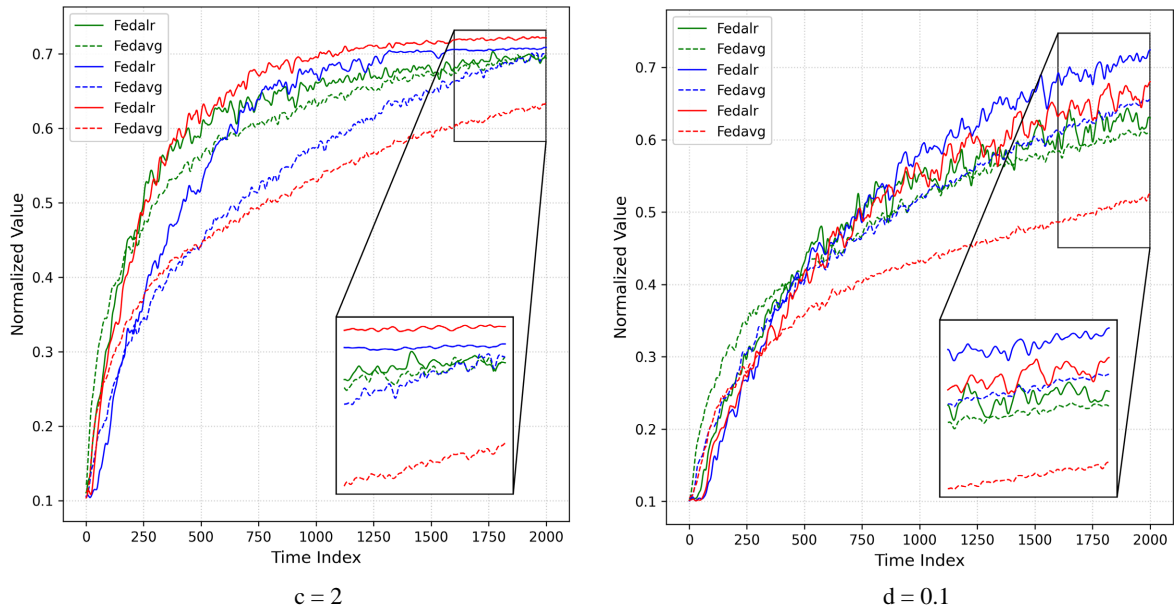 Fedalr
Fedavg
Fedalr
Fedavg
Fedalr
Fedavg
Normalized Value
0.7
0.6
0.5
0.4
0.3
0.2
0.1
0 250 500 750 1000 1250 1500 1750 2000
Time Index
c = 2
Fedalr
Fedavg
Fedalr
Fedavg
Fedalr
Fedavg
Normalized Value
0.7
0.6
0.5
0.4
0.3
0.2
0.1
0 250 500 750 1000 1250 1500 1750 2000
Time Index
d = 0.1